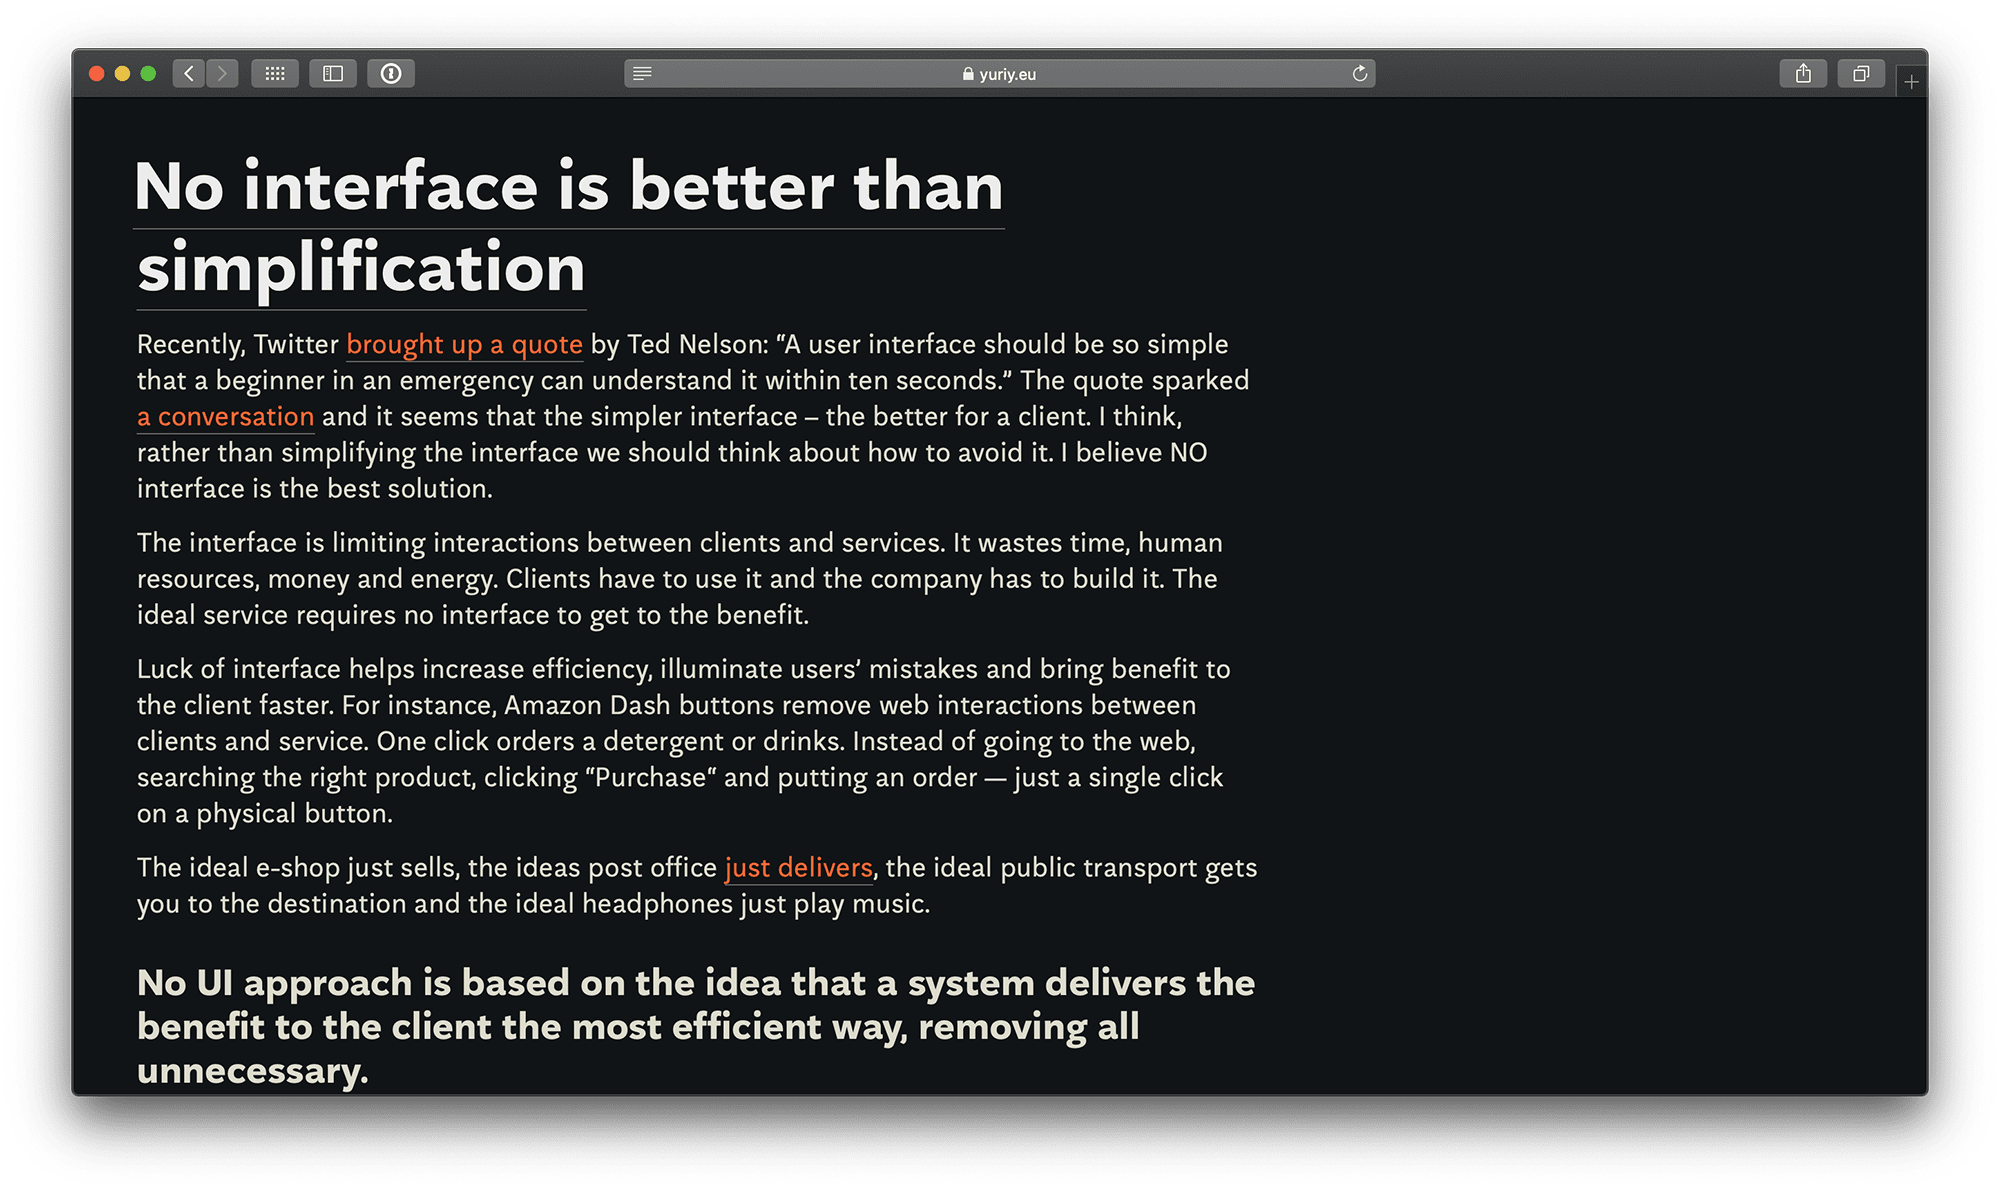 yuriy.eu
No interface is better than
simplification
Recently, Twitter brought up a quote by Ted Nelson: “A user interface should be so simple
that a beginner in an emergency can understand it within ten seconds.” The quote sparked
a conversation and it seems that the simpler interface – the better for a client. I think,
rather than simplifying the interface we should think about how to avoid it. I believe NO
interface is the best solution.
The interface is limiting interactions between clients and services. It wastes time, human
resources, money and energy. Clients have to use it and the company has to build it. The
ideal service requires no interface to get to the benefit.
Luck of interface helps increase efficiency, illuminate users’ mistakes and bring benefit to
the client faster. For instance, Amazon Dash buttons remove web interactions between
clients and service. One click orders a detergent or drinks. Instead of going to the web,
searching the right product, clicking “Purchase“ and putting an order — just a single click
on a physical button.
The ideal e-shop just sells, the ideas post office just delivers, the ideal public transport gets
you to the destination and the ideal headphones just play music.
No UI approach is based on the idea that a system delivers the
benefit to the client the most efficient way, removing all
unnecessary.